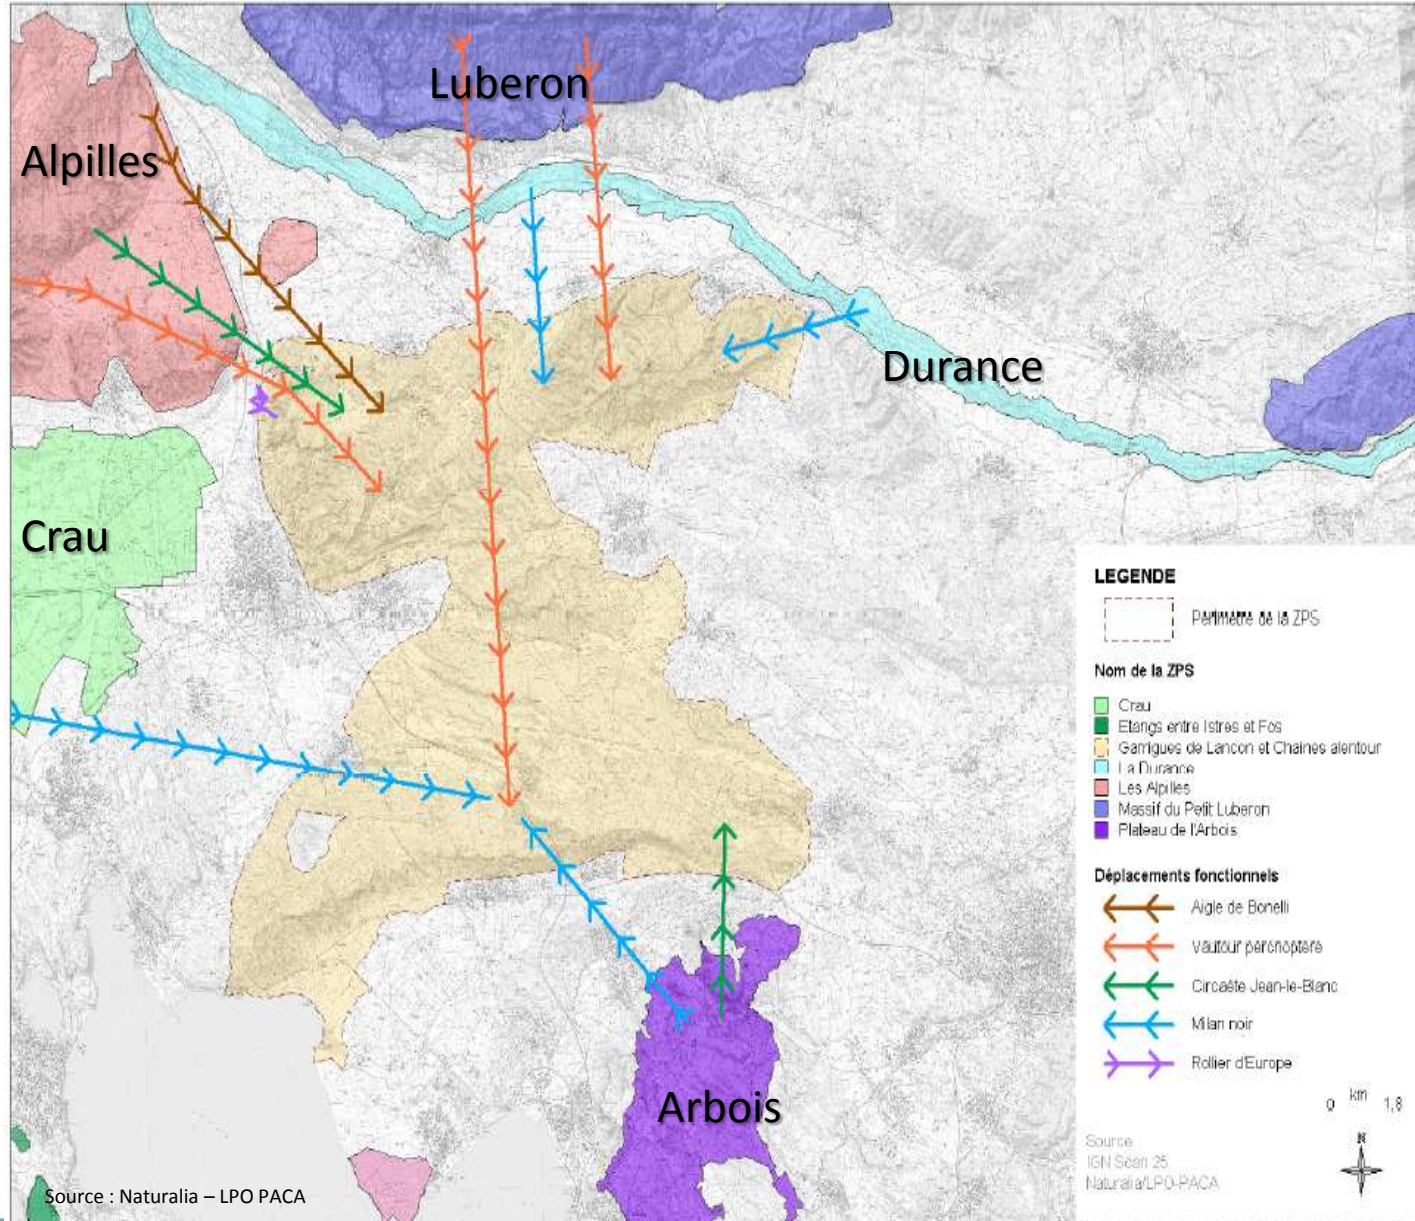 Luberon
Alpilles
Durance
Crau
Arbois
LEGENDE
Périmètre de la ZPS
Nom de la ZPS
Crau
Etangs entre Istres et Fos
Garrigues de Lancon et Chaines alentour
La Durance
Les Alpilles
Massif du Petit Luberon
Plateau de l'Arbois
Déplacements fonctionnels
Aigle de Bonelli
Vautour percnoptère
Circaète Jean-le-Blanc
Milan noir
Rollier d'Europe
0 km 1,8
N
Source
IGN Scan 25
Naturalia/LPO-PACA
Source : Naturalia – LPO PACA